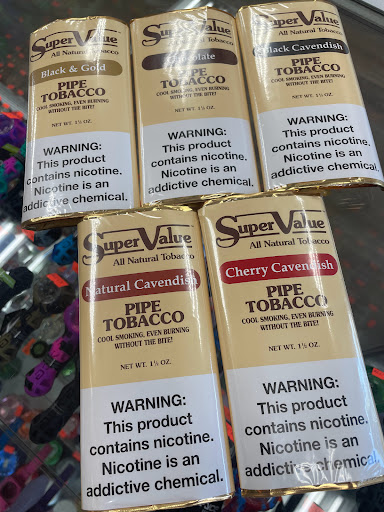 Super Value
All Natural Tobacco
Black & Gold
PIPE
TOBACCO
COOL SMOKING, EVEN BURNING
WITHOUT THE BITE!
NET WT. 1½ OZ.
WARNING:
This product
contains nicotine.
Nicotine is an
addictive chemical.
Super Value
All Natural Tobacco
PIPE
TOBACCO
COOL SMOKING, EVEN BURNING
WITHOUT THE BITE!
NET WT. 1½ OZ.
WARNING:
This product
contains nicotine.
Nicotine is an
addictive chemical.
Super Value
All Natural Tobacco
Black Cavendish
PIPE
TOBACCO
COOL SMOKING, EVEN BURNING
WITHOUT THE BITE!
NET WT. 1½ OZ.
WARNING:
This product
contains nicotine.
Nicotine is an
addictive chemical.
Super Value
All Natural Tobacco
Natural Cavendish
PIPE
TOBACCO
COOL SMOKING, EVEN BURNING
WITHOUT THE BITE!
NET WT. 1½ OZ.
WARNING:
This product
contains nicotine.
Nicotine is an
addictive chemical.
Super Value
All Natural Tobacco
Cherry Cavendish
PIPE
TOBACCO
COOL SMOKING, EVEN BURNING
WITHOUT THE BITE!
NET WT. 1½ OZ.
WARNING:
This product
contains nicotine.
Nicotine is an
addictive chemical.